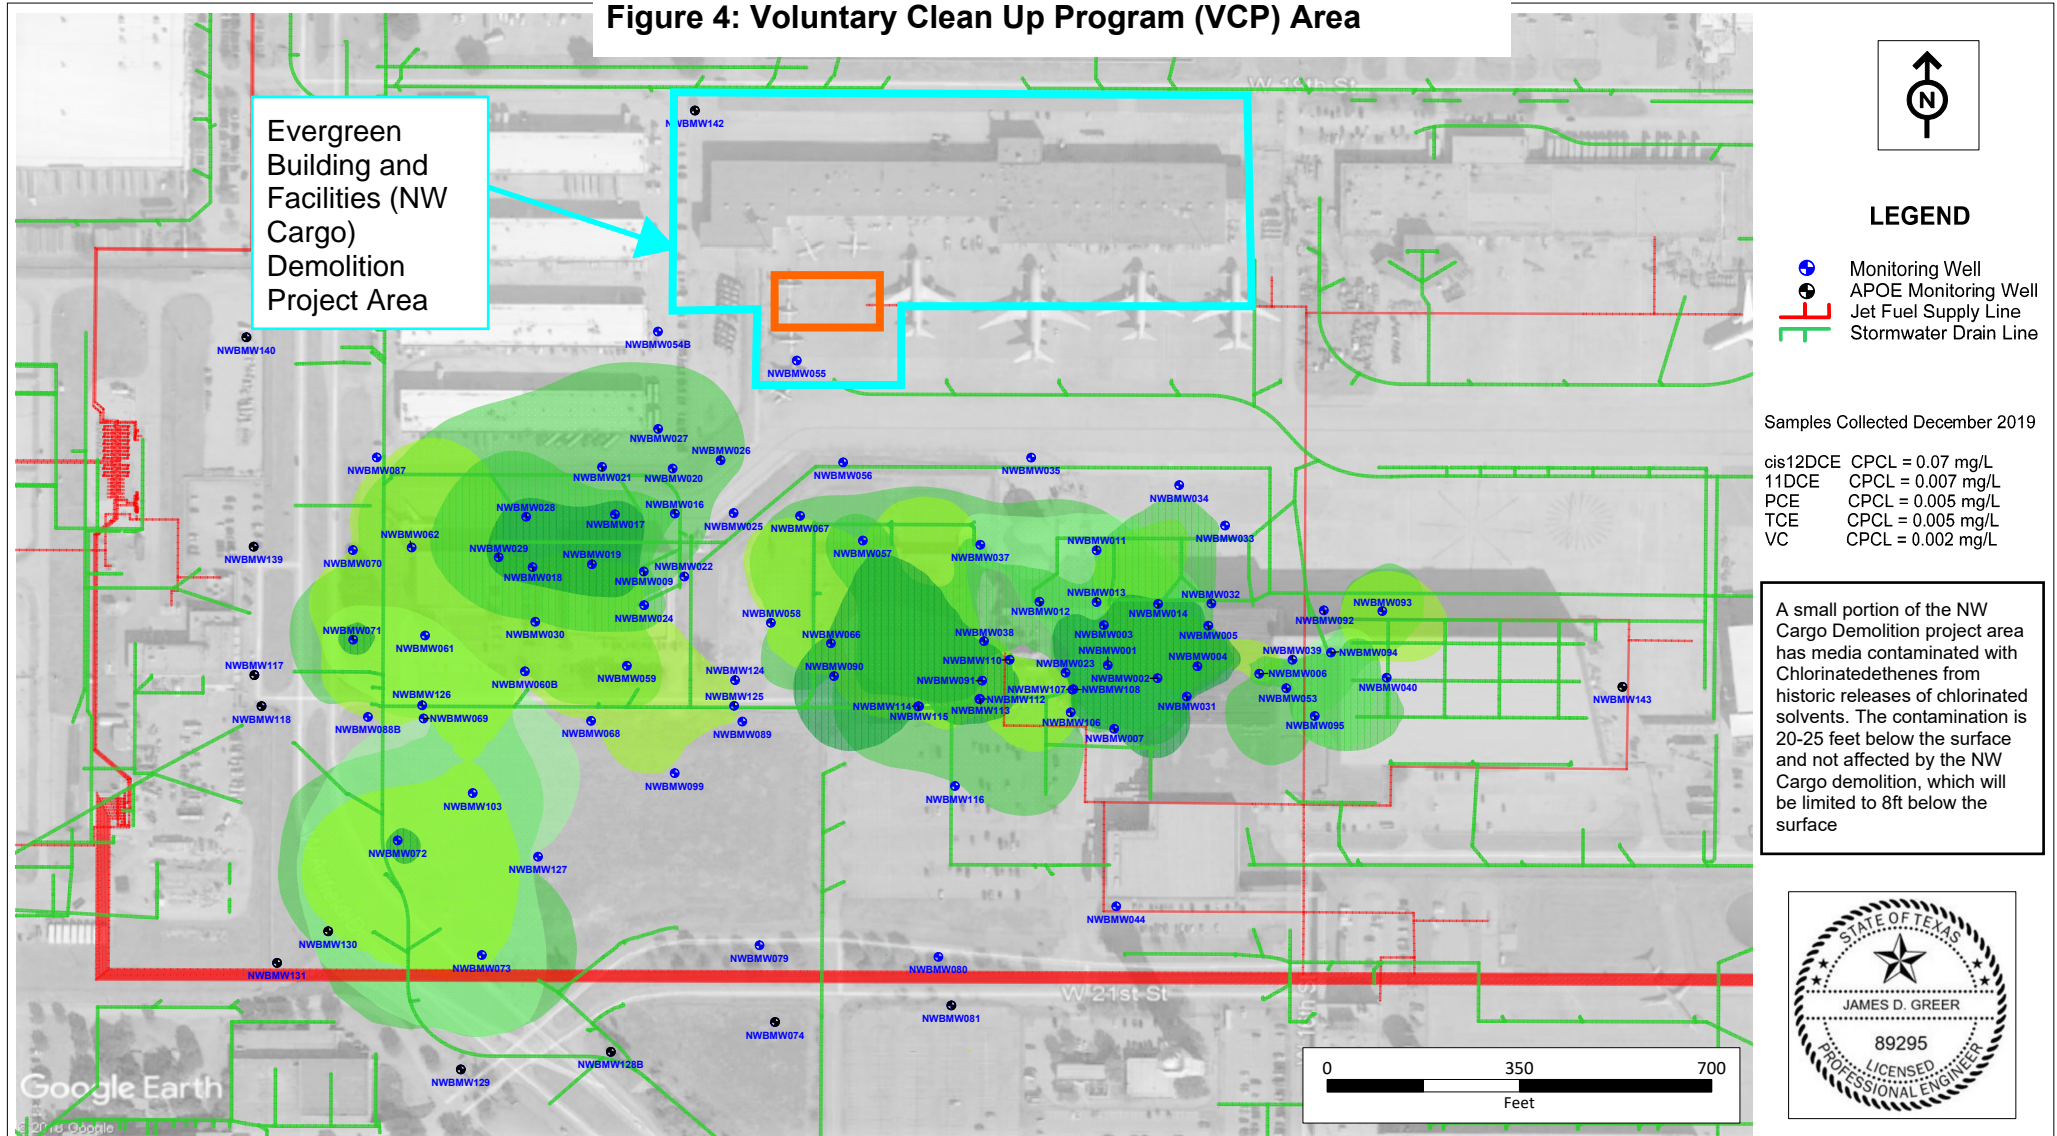 Figure 4: Voluntary Clean Up Program (VCP) Area
W 19th St
Evergreen
Building and
Facilities (NW
Cargo)
Demolition
Project Area
NWBMW142
NWBMW140
NWBMW054B
NWBMW055
NWBMW027
NWBMW026
NWBMW087
NWBMW021
NWBMW020
NWBMW056
NWBMW035
NWBMW034
NWBMW028
NWBMW016
NWBMW017
NWBMW025
NWBMW067
NWBMW062
NWBMW057
NWBMW037
NWBMW011
NWBMW033
NWBMW139
NWBMW070
NWBMW029
NWBMW019
NWBMW022
NWBMW018
NWBMW009
NWBMW013
NWBMW032
NWBMW093
NWBMW024
NWBMW058
NWBMW012
NWBMW014
NWBMW092
NWBMW071
NWBMW030
NWBMW061
NWBMW066
NWBMW038
NWBMW003
NWBMW005
NWBMW117
NWBMW124
NWBMW090
NWBMW110
NWBMW001
NWBMW023
NWBMW004
NWBMW039
NWBMW094
NWBMW060B
NWBMW059
NWBMW091
NWBMW002
NWBMW006
NWBMW040
NWBMW126
NWBMW125
NWBMW107
NWBMW108
NWBMW053
NWBMW143
NWBMW118
NWBMW069
NWBMW114
NWBMW112
NWBMW113
NWBMW115
NWBMW031
NWBMW088B
NWBMW068
NWBMW089
NWBMW106
NWBMW095
NWBMW007
NWBMW099
NWBMW103
NWBMW116
NWBMW072
NWBMW127
NWBMW044
NWBMW130
NWBMW131
NWBMW073
NWBMW079
NWBMW080
W 21st St
NWBMW081
NWBMW074
NWBMW128B
NWBMW129
Google Earth
© 2018 Google
0 350 700
Feet
N
LEGEND
Monitoring Well
APOE Monitoring Well
Jet Fuel Supply Line
Stormwater Drain Line
Samples Collected December 2019
cis12DCE CPCL = 0.07 mg/L
11DCE CPCL = 0.007 mg/L
PCE CPCL = 0.005 mg/L
TCE CPCL = 0.005 mg/L
VC CPCL = 0.002 mg/L
A small portion of the NW
Cargo Demolition project area
has media contaminated with
Chlorinatedethenes from
historic releases of chlorinated
solvents. The contamination is
20-25 feet below the surface
and not affected by the NW
Cargo demolition, which will
be limited to 8ft below the
surface
STATE OF TEXAS
JAMES D. GREER
89295
LICENSED
PROFESSIONAL ENGINEER